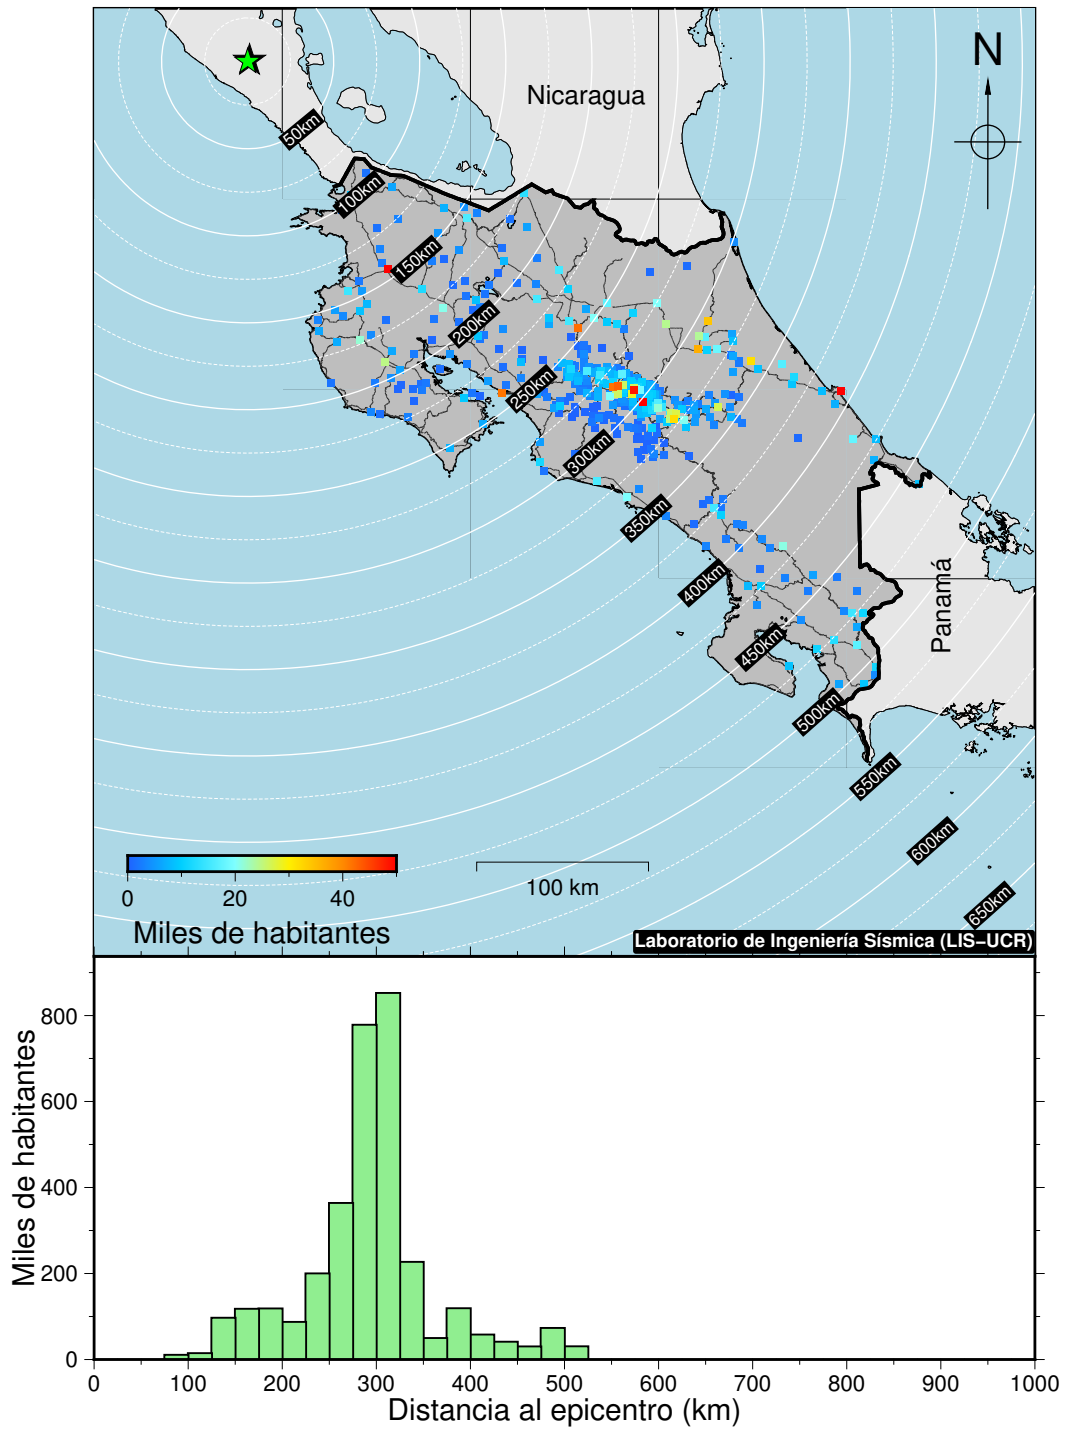 N
Nicaragua
50km
100km
150km
200km
250km
300km
350km
400km
450km
500km
550km
600km
650km
Panamá
0 20 40
Miles de habitantes
100 km
Laboratorio de Ingeniería Sísmica (LIS–UCR)
800
600
400
200
0
Miles de habitantes
0 100 200 300 400 500 600 700 800 900 1000
Distancia al epicentro (km)